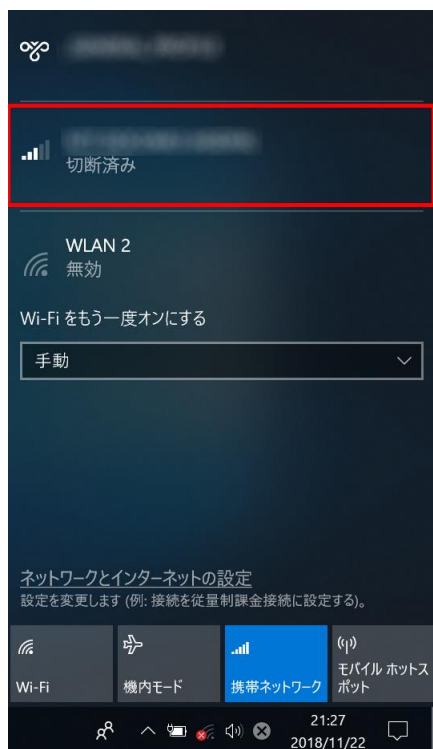 切断済み
WLAN 2
無効
Wi-Fi をもう一度オンにする
手動
ネットワークとインターネットの設定
設定を変更します (例: 接続を従量制課金接続に設定する)。
Wi-Fi
機内モード
携帯ネットワーク
モバイル ホットス
ポット
21:27
2018/11/22